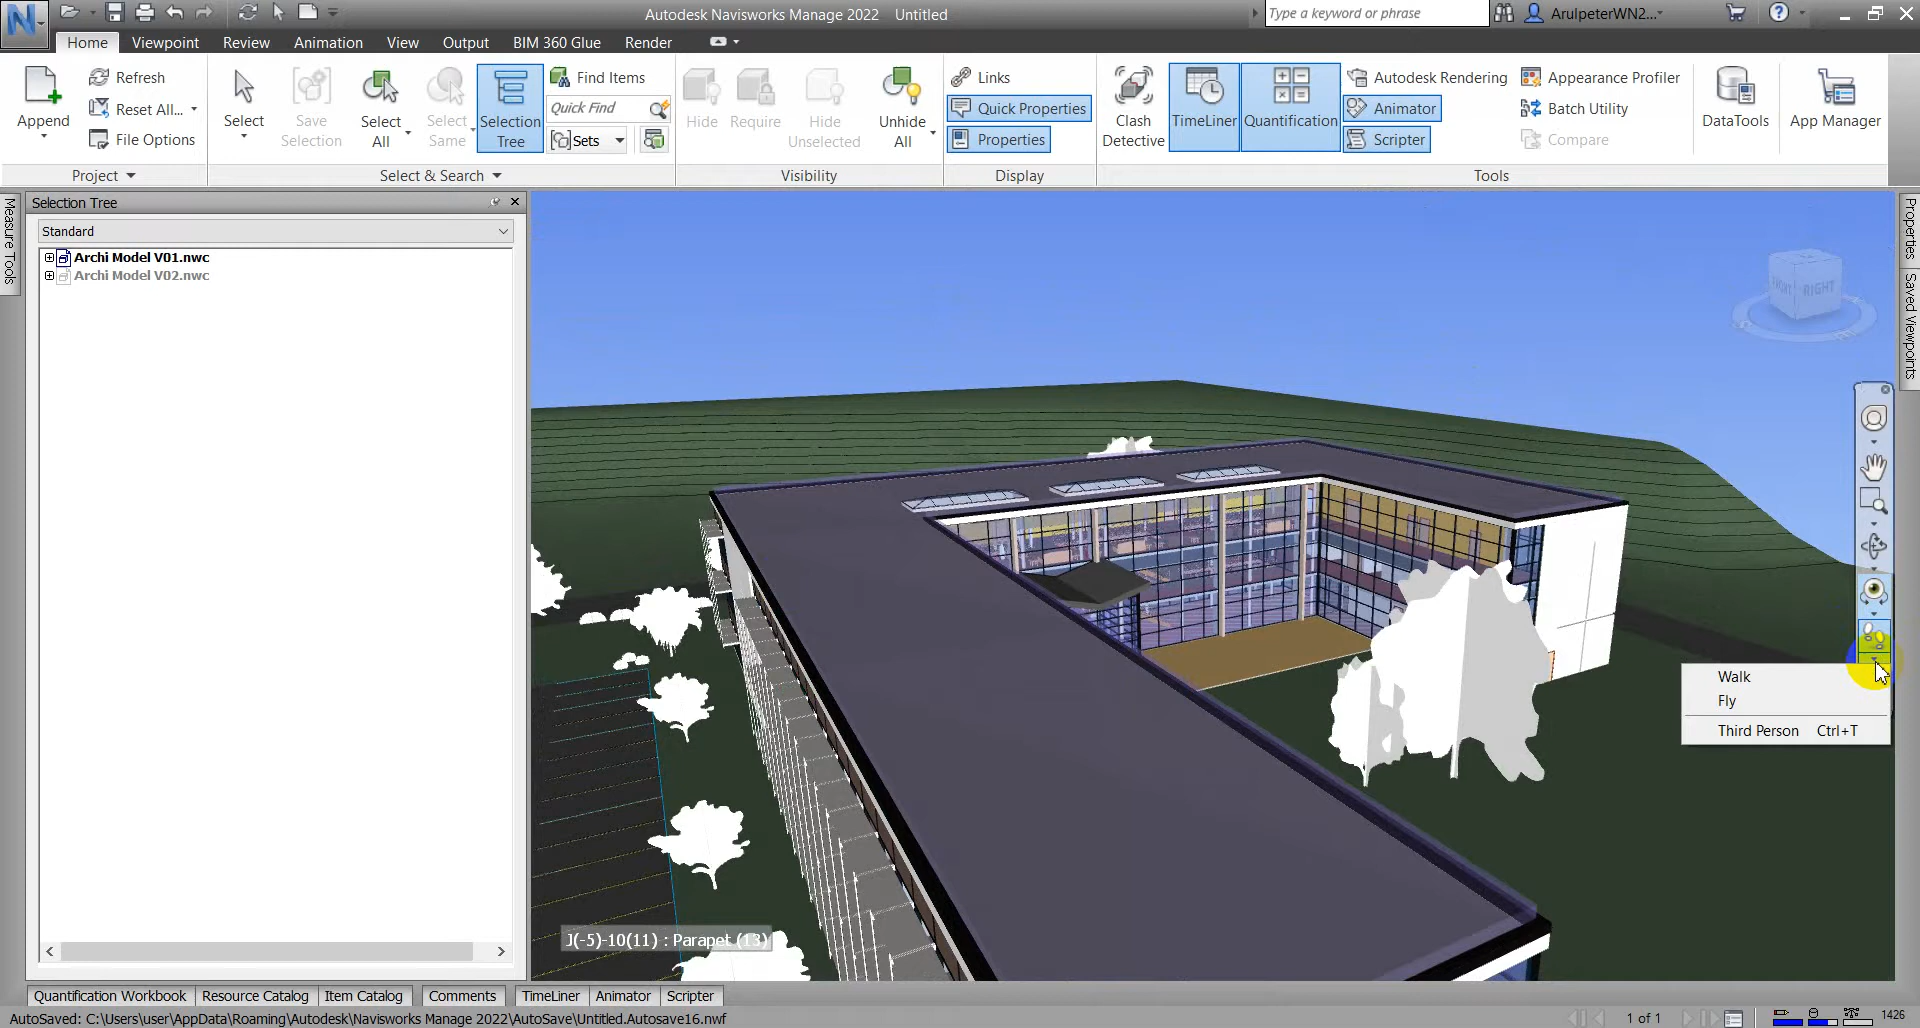 Autodesk Navisworks Manage 2022 Untitled
Type a keyword or phrase
ArulpeterWN2...
Home Viewpoint Review Animation View Output BIM 360 Glue Render
Append
Refresh
Reset All...
File Options
Project
Select
Save Selection
Select All
Select Same
Selection Tree
Find Items
Quick Find
Sets
Select & Search
Hide
Require
Hide Unselected
Unhide All
Visibility
Links
Quick Properties
Properties
Display
Clash Detective
TimeLiner
Quantification
Autodesk Rendering
Animator
Scripter
Appearance Profiler
Batch Utility
Compare
Tools
DataTools
App Manager
Measure Tools
Selection Tree
Standard
Archi Model V01.nwc
Archi Model V02.nwc
FRONT RIGHT
Properties
Saved Viewpoints
Walk
Fly
Third Person Ctrl+T
J(-5)-10(11) : Parapet (13)
Quantification Workbook Resource Catalog Item Catalog Comments TimeLiner Animator Scripter
AutoSaved: C:\Users\user\AppData\Roaming\Autodesk\Navisworks Manage 2022\AutoSave\Untitled.Autosave16.nwf
1 of 1
1426